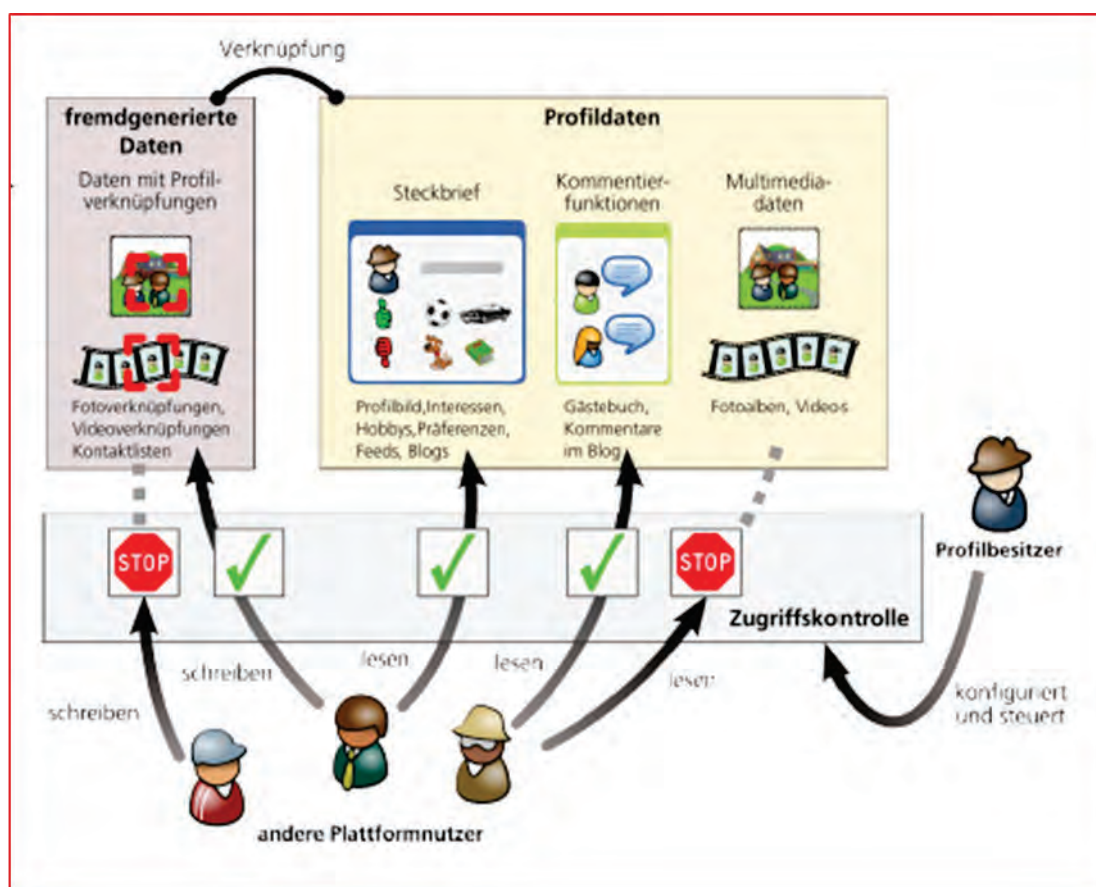 Verknüpfung
fremdgenerierte
Daten
Daten mit Profil-
verknüpfungen
Fotoverknüpfungen,
Videoverknüpfungen
Kontaktlisten
Profildaten
Steckbrief
Profilbild,Interessen,
Hobbys,Präferenzen,
Feeds, Blogs
Kommentier-
funktionen
Gästebuch,
Kommentare
im Blog
Multimedia-
daten
Fotoalben, Videos
STOP
STOP
Profilbesitzer
Zugriffskontrolle
schreiben
schreiben
lesen
lesen
lesen
konfiguriert
und steuert
andere Plattformnutzer